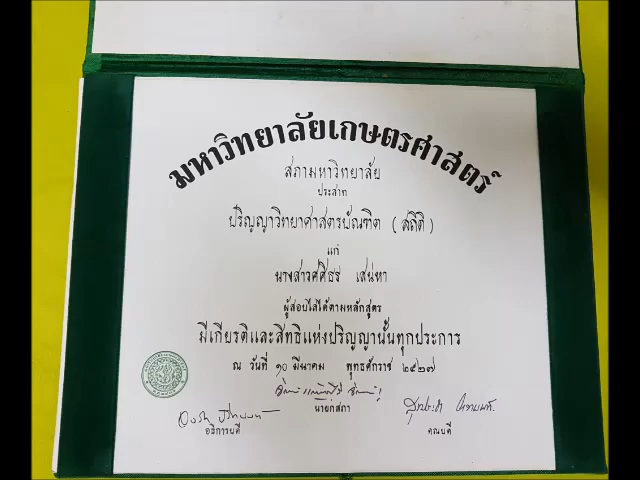 มหาวิทยาลัยเกษตรศาสตร์
สภามหาวิทยาลัย
ประสาท
ปริญญาวิทยาศาสตรบัณฑิต (สถิติ)
แก่
นางสาวศศิธร เสน่หา
ผู้สอบไล่ได้ตามหลักสูตร
มีเกียรติและสิทธิแห่งปริญญานั้นทุกประการ
ณ วันที่ ๑๐ มีนาคม พุทธศักราช ๒๕๒๗
นายกสภา
อธิการบดี คณบดี